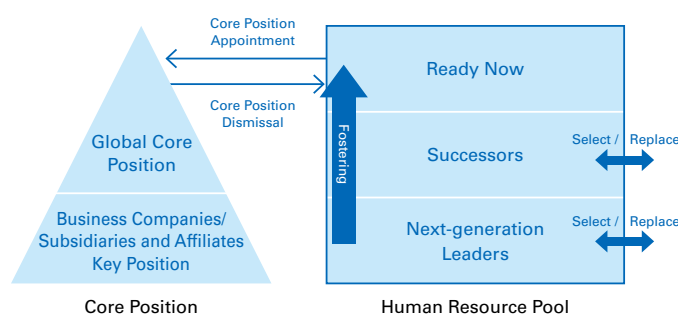 Core Position
Appointment
Core Position
Dismissal
Global Core
Position
Business Companies/
Subsidiaries and Affiliates
Key Position
Core Position
Ready Now
Fostering
Successors
Select / Replace
Next-generation
Leaders
Select / Replace
Human Resource Pool